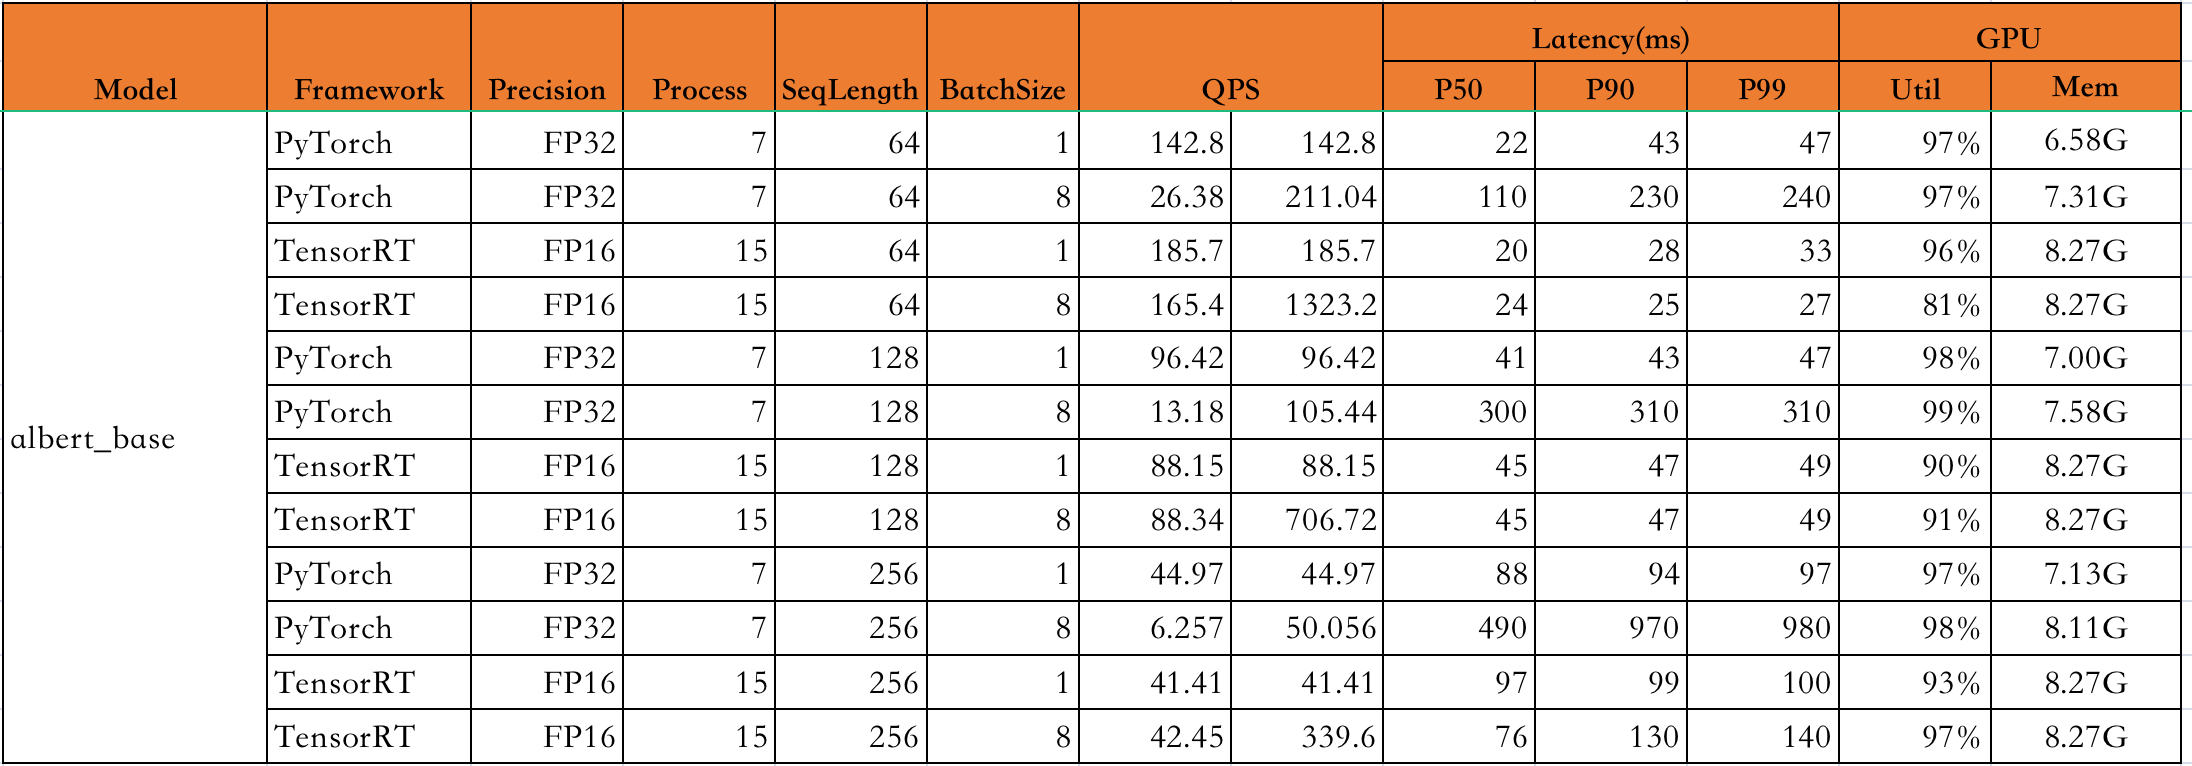 Latency(ms) GPU
Model Framework Precision Process SeqLength BatchSize QPS P50 P90 P99 Util Mem
PyTorch FP32 7 64 1 142.8 142.8 22 43 47 97% 6.58G
PyTorch FP32 7 64 8 26.38 211.04 110 230 240 97% 7.31G
TensorRT FP16 15 64 1 185.7 185.7 20 28 33 96% 8.27G
TensorRT FP16 15 64 8 165.4 1323.2 24 25 27 81% 8.27G
PyTorch FP32 7 128 1 96.42 96.42 41 43 47 98% 7.00G
PyTorch FP32 7 128 8 13.18 105.44 300 310 310 99% 7.58G
albert_base
TensorRT FP16 15 128 1 88.15 88.15 45 47 49 90% 8.27G
TensorRT FP16 15 128 8 88.34 706.72 45 47 49 91% 8.27G
PyTorch FP32 7 256 1 44.97 44.97 88 94 97 97% 7.13G
PyTorch FP32 7 256 8 6.257 50.056 490 970 980 98% 8.11G
TensorRT FP16 15 256 1 41.41 41.41 97 99 100 93% 8.27G
TensorRT FP16 15 256 8 42.45 339.6 76 130 140 97% 8.27G